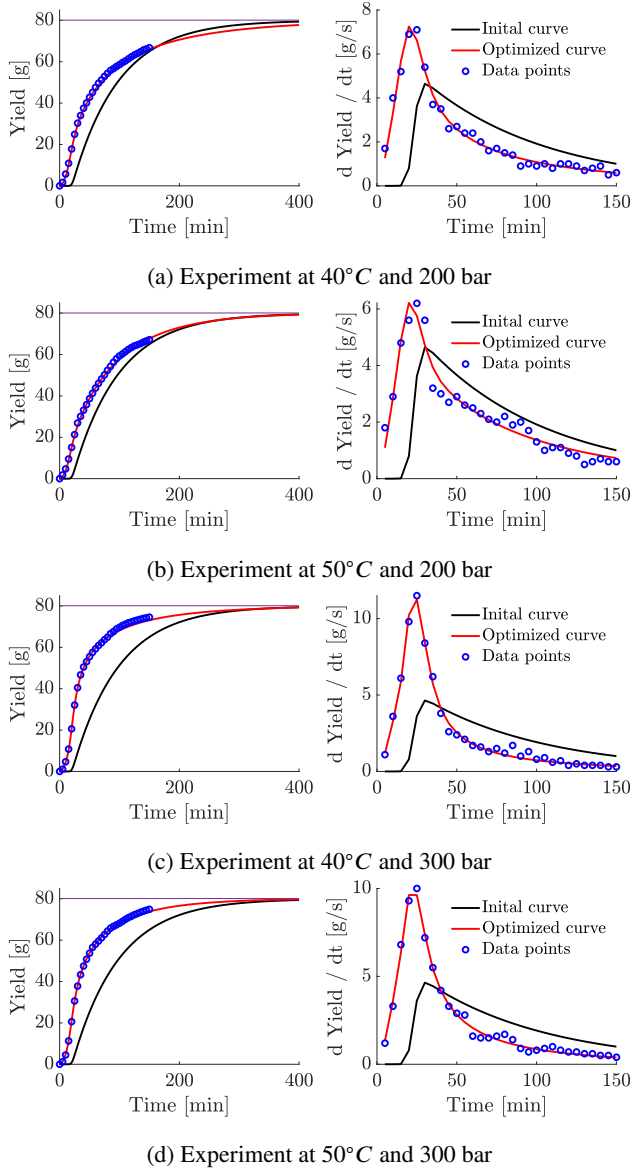 80
60
40
20
0
Yield [g]
0
200
400
Time [min]
8
6
4
2
0
d Yield / dt [g/s]
Inital curve
Optimized curve
Data points
0
50
100
150
Time [min]
(a) Experiment at 40°C and 200 bar
80
60
40
20
0
Yield [g]
0
200
400
Time [min]
6
4
2
0
d Yield / dt [g/s]
Inital curve
Optimized curve
Data points
0
50
100
150
Time [min]
(b) Experiment at 50°C and 200 bar
80
60
40
20
0
Yield [g]
0
200
400
Time [min]
10
5
0
d Yield / dt [g/s]
Inital curve
Optimized curve
Data points
0
50
100
150
Time [min]
(c) Experiment at 40°C and 300 bar
80
60
40
20
0
Yield [g]
0
200
400
Time [min]
10
5
0
d Yield / dt [g/s]
Inital curve
Optimized curve
Data points
0
50
100
150
Time [min]
(d) Experiment at 50°C and 300 bar